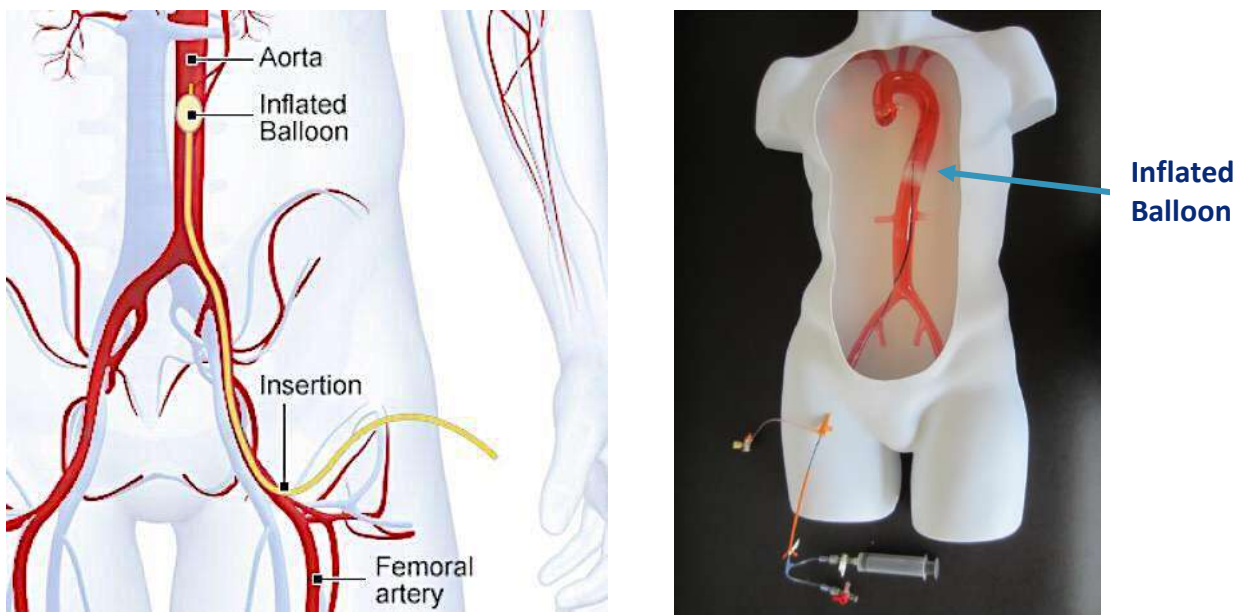 Aorta
Inflated
Balloon
Insertion
Femoral
artery
Inflated
Balloon